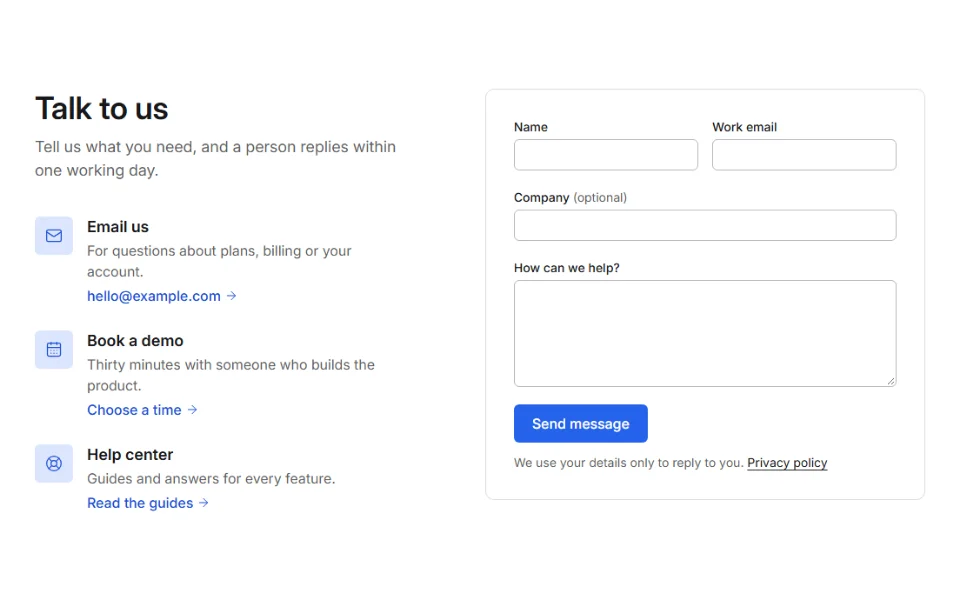 Talk to us
Tell us what you need, and a person replies within
one working day.
Email us
For questions about plans, billing or your
account.
hello@example.com →
Book a demo
Thirty minutes with someone who builds the
product.
Choose a time →
Help center
Guides and answers for every feature.
Read the guides →
Name
Work email
Company (optional)
How can we help?
Send message
We use your details only to reply to you. Privacy policy